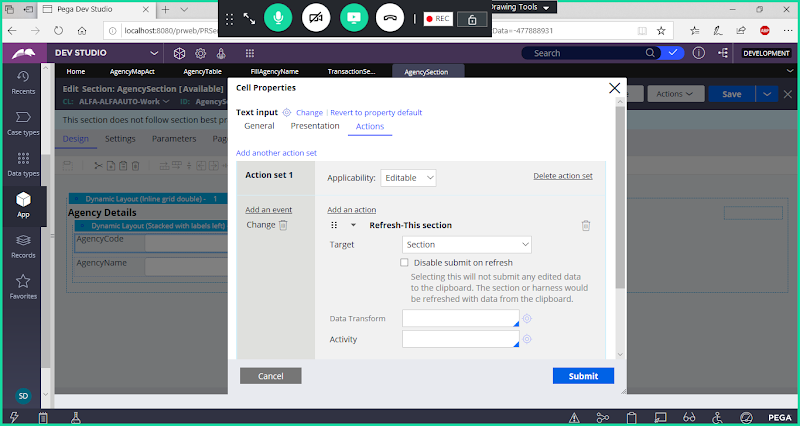 Pega Dev Studio
Drawing Tools
https://localhost:8080/prweb/PRSe
Data=-477888931
REC
DEV STUDIO
Search
DEVELOPMENT
Home
AgencyMapAct
AgencyTable
FillAgencyName
TransactionSe...
AgencySection
Recents
Edit Section: AgencySection [Available]
CL: ALFA-ALFAAUTO-Work
ID: AgencyS
Actions
Save
This section does not follow section best pr
Case types
Design
Settings
Parameters
Pag
Data types
App
Records
Favorites
SD
Dynamic Layout (Inline grid double) - 1
Agency Details
Dynamic Layout (Stacked with labels left)
AgencyCode
AgencyName
Cell Properties
Text input
Change
Revert to property default
General
Presentation
Actions
Add another action set
Action set 1
Applicability:
Editable
Delete action set
Add an event
Add an action
Change
Refresh-This section
Target
Section
Disable submit on refresh
Selecting this will not submit any edited data
to the clipboard. The section or harness would
be refreshed with data from the clipboard.
Data Transform
Activity
Cancel
Submit
PEGA